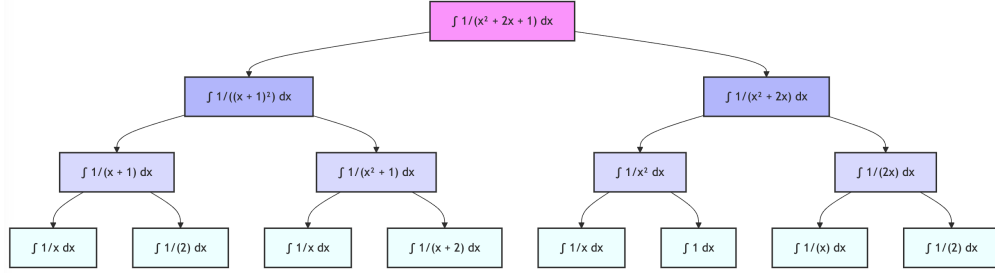 ∫ 1/(x² + 2x + 1) dx
∫ 1/((x + 1)²) dx
∫ 1/(x² + 2x) dx
∫ 1/(x + 1) dx
∫ 1/(x² + 1) dx
∫ 1/x² dx
∫ 1/(2x) dx
∫ 1/x dx
∫ 1/(2) dx
∫ 1/x dx
∫ 1/(x + 2) dx
∫ 1/x dx
∫ 1 dx
∫ 1/(x) dx
∫ 1/(2) dx